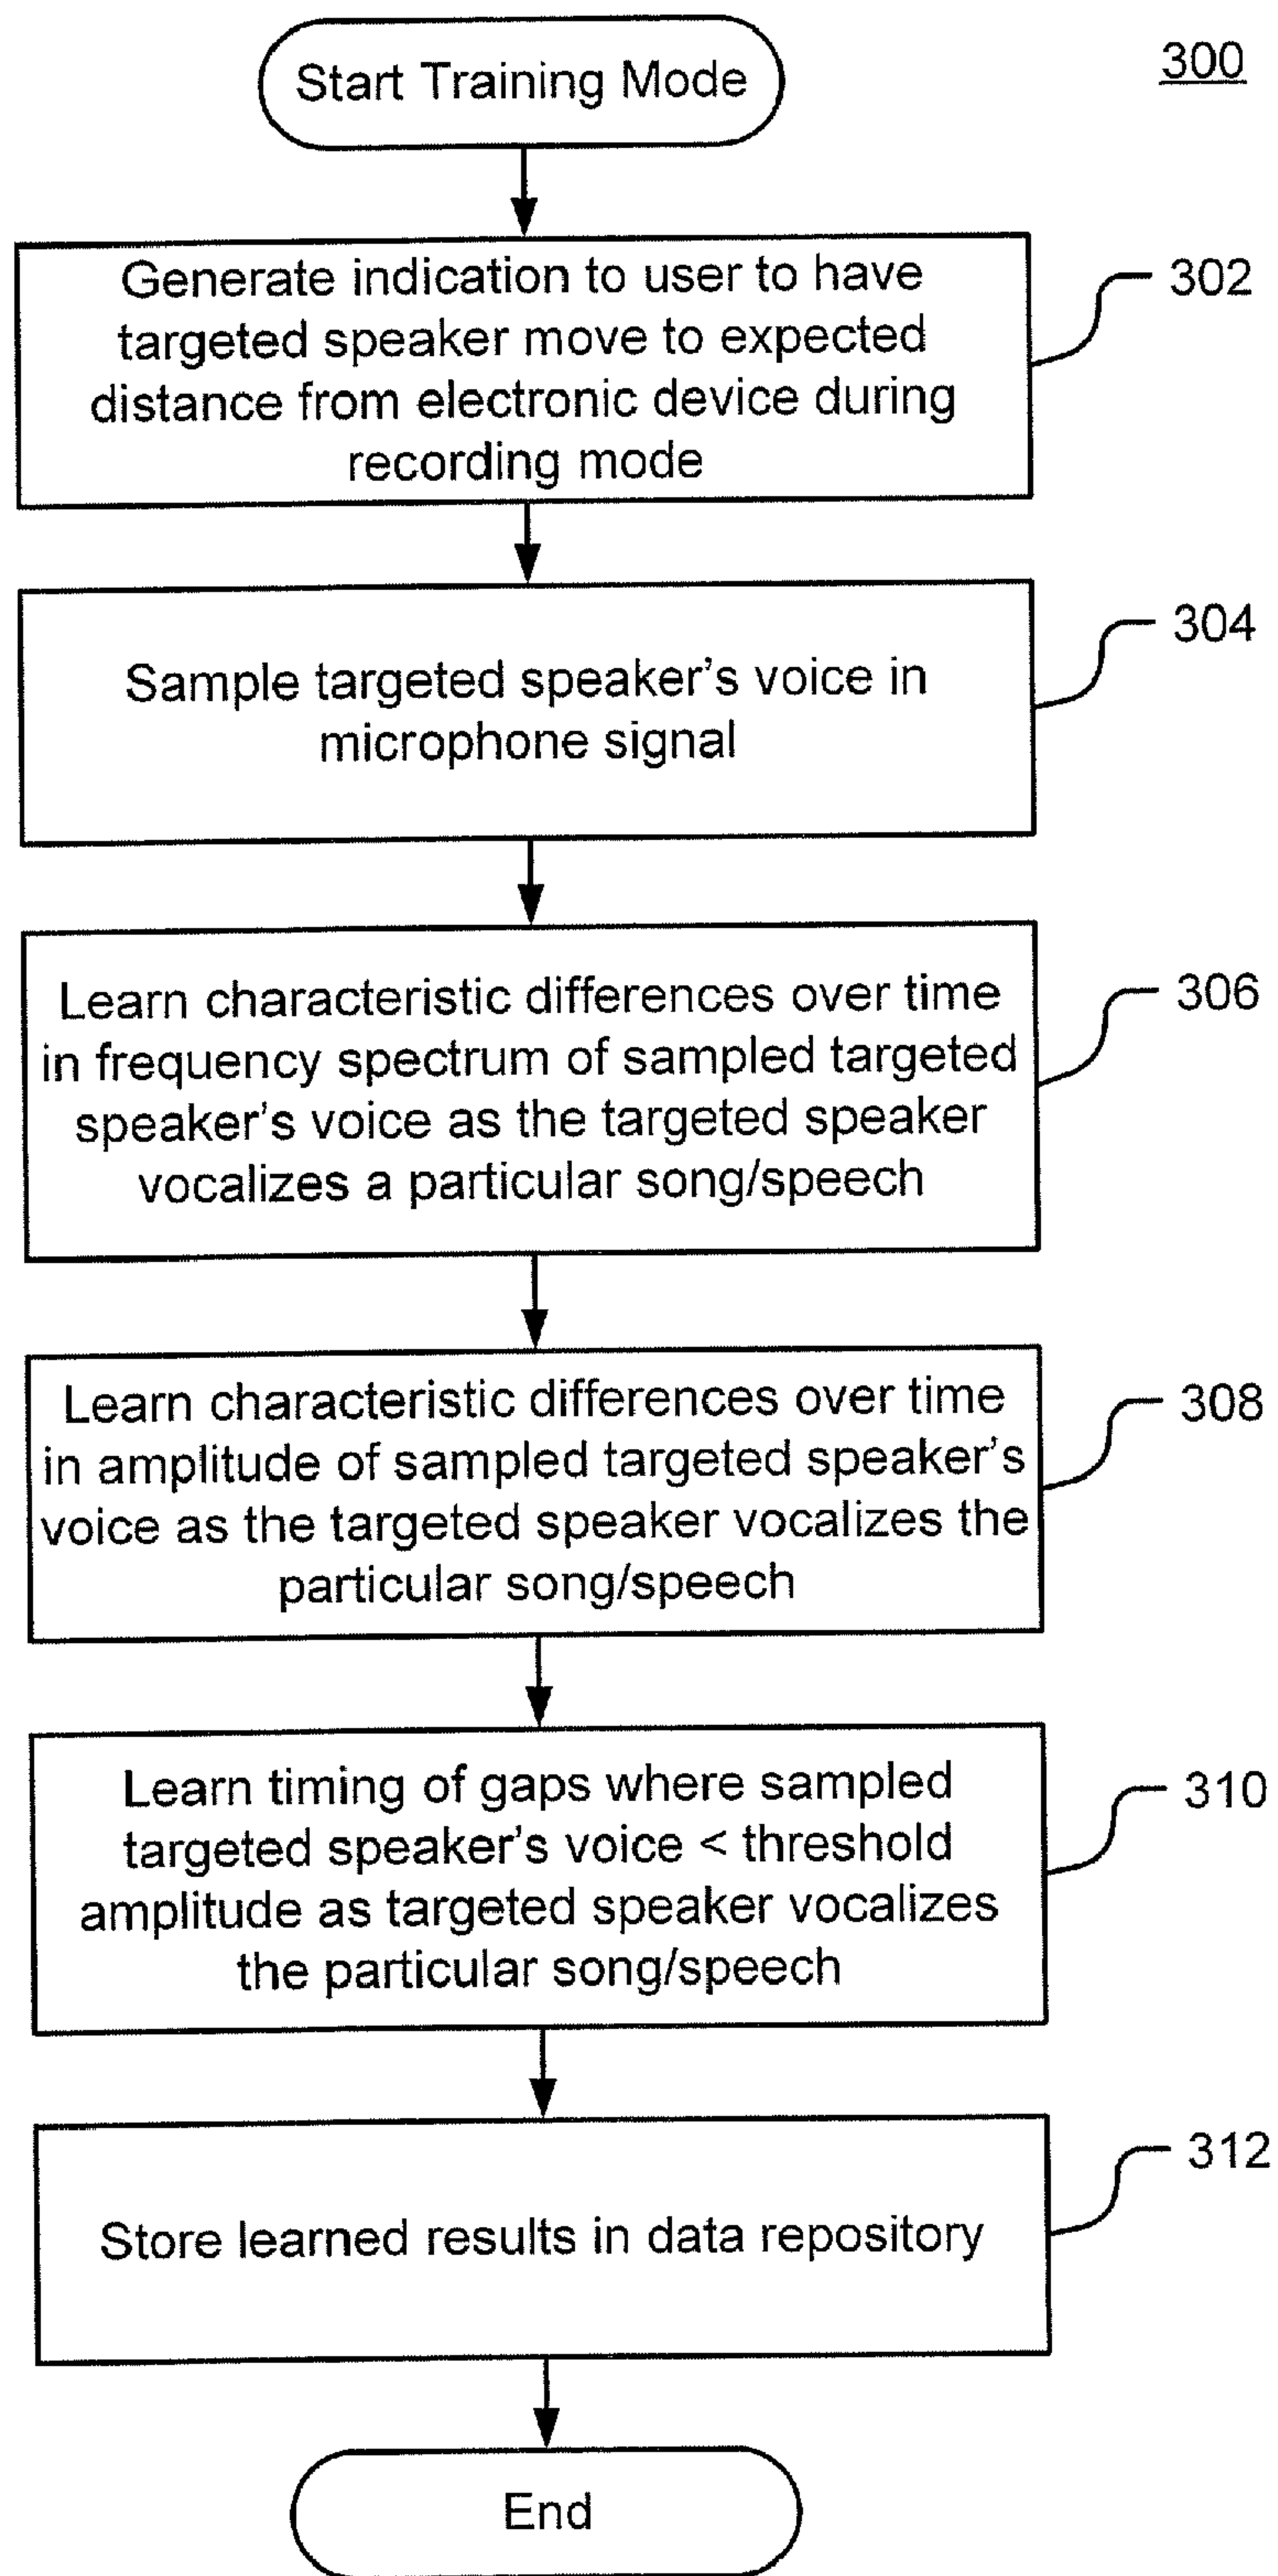 Start Training Mode
300
Generate indication to user to have
targeted speaker move to expected
distance from electronic device during
recording mode
302
Sample targeted speaker's voice in
microphone signal
304
Learn characteristic differences over time
in frequency spectrum of sampled targeted
speaker's voice as the targeted speaker
vocalizes a particular song/speech
306
Learn characteristic differences over time
in amplitude of sampled targeted speaker's
voice as the targeted speaker vocalizes the
particular song/speech
308
Learn timing of gaps where sampled
targeted speaker's voice < threshold
amplitude as targeted speaker vocalizes
the particular song/speech
310
Store learned results in data repository
312
End